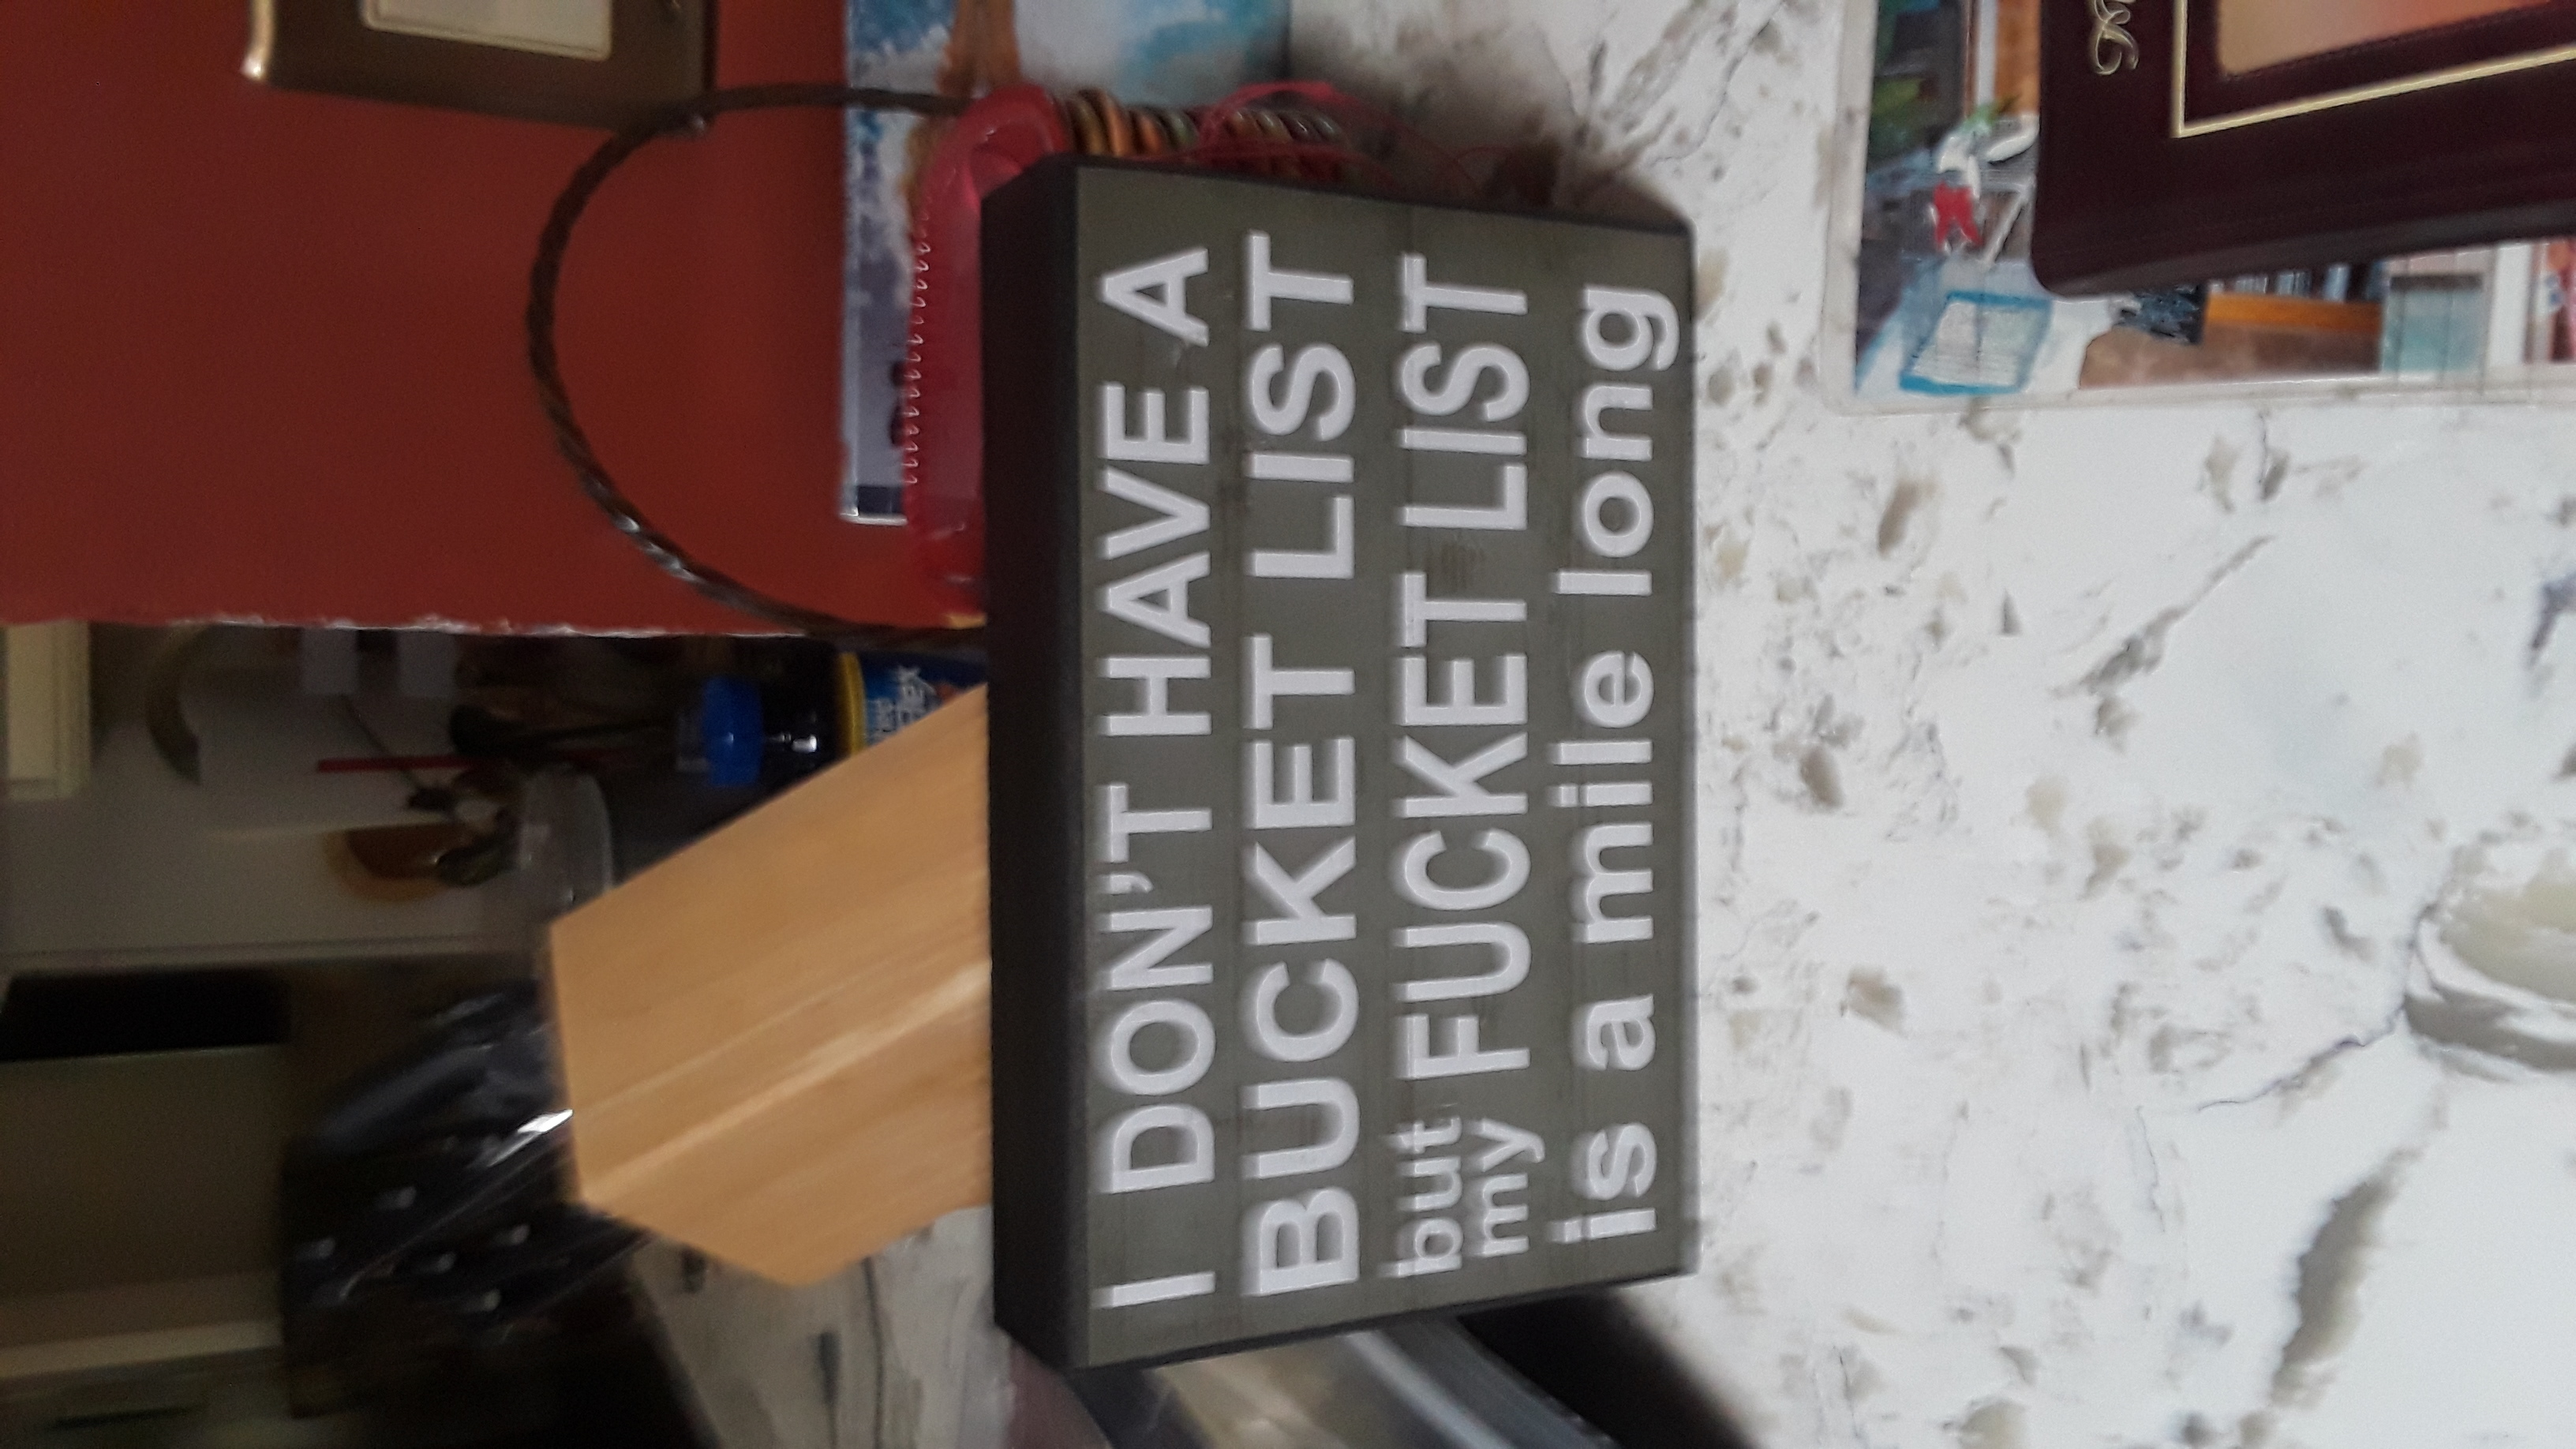 I DON'T HAVE A
BUCKET LIST
but
my FUCKET LIST
is a mile long